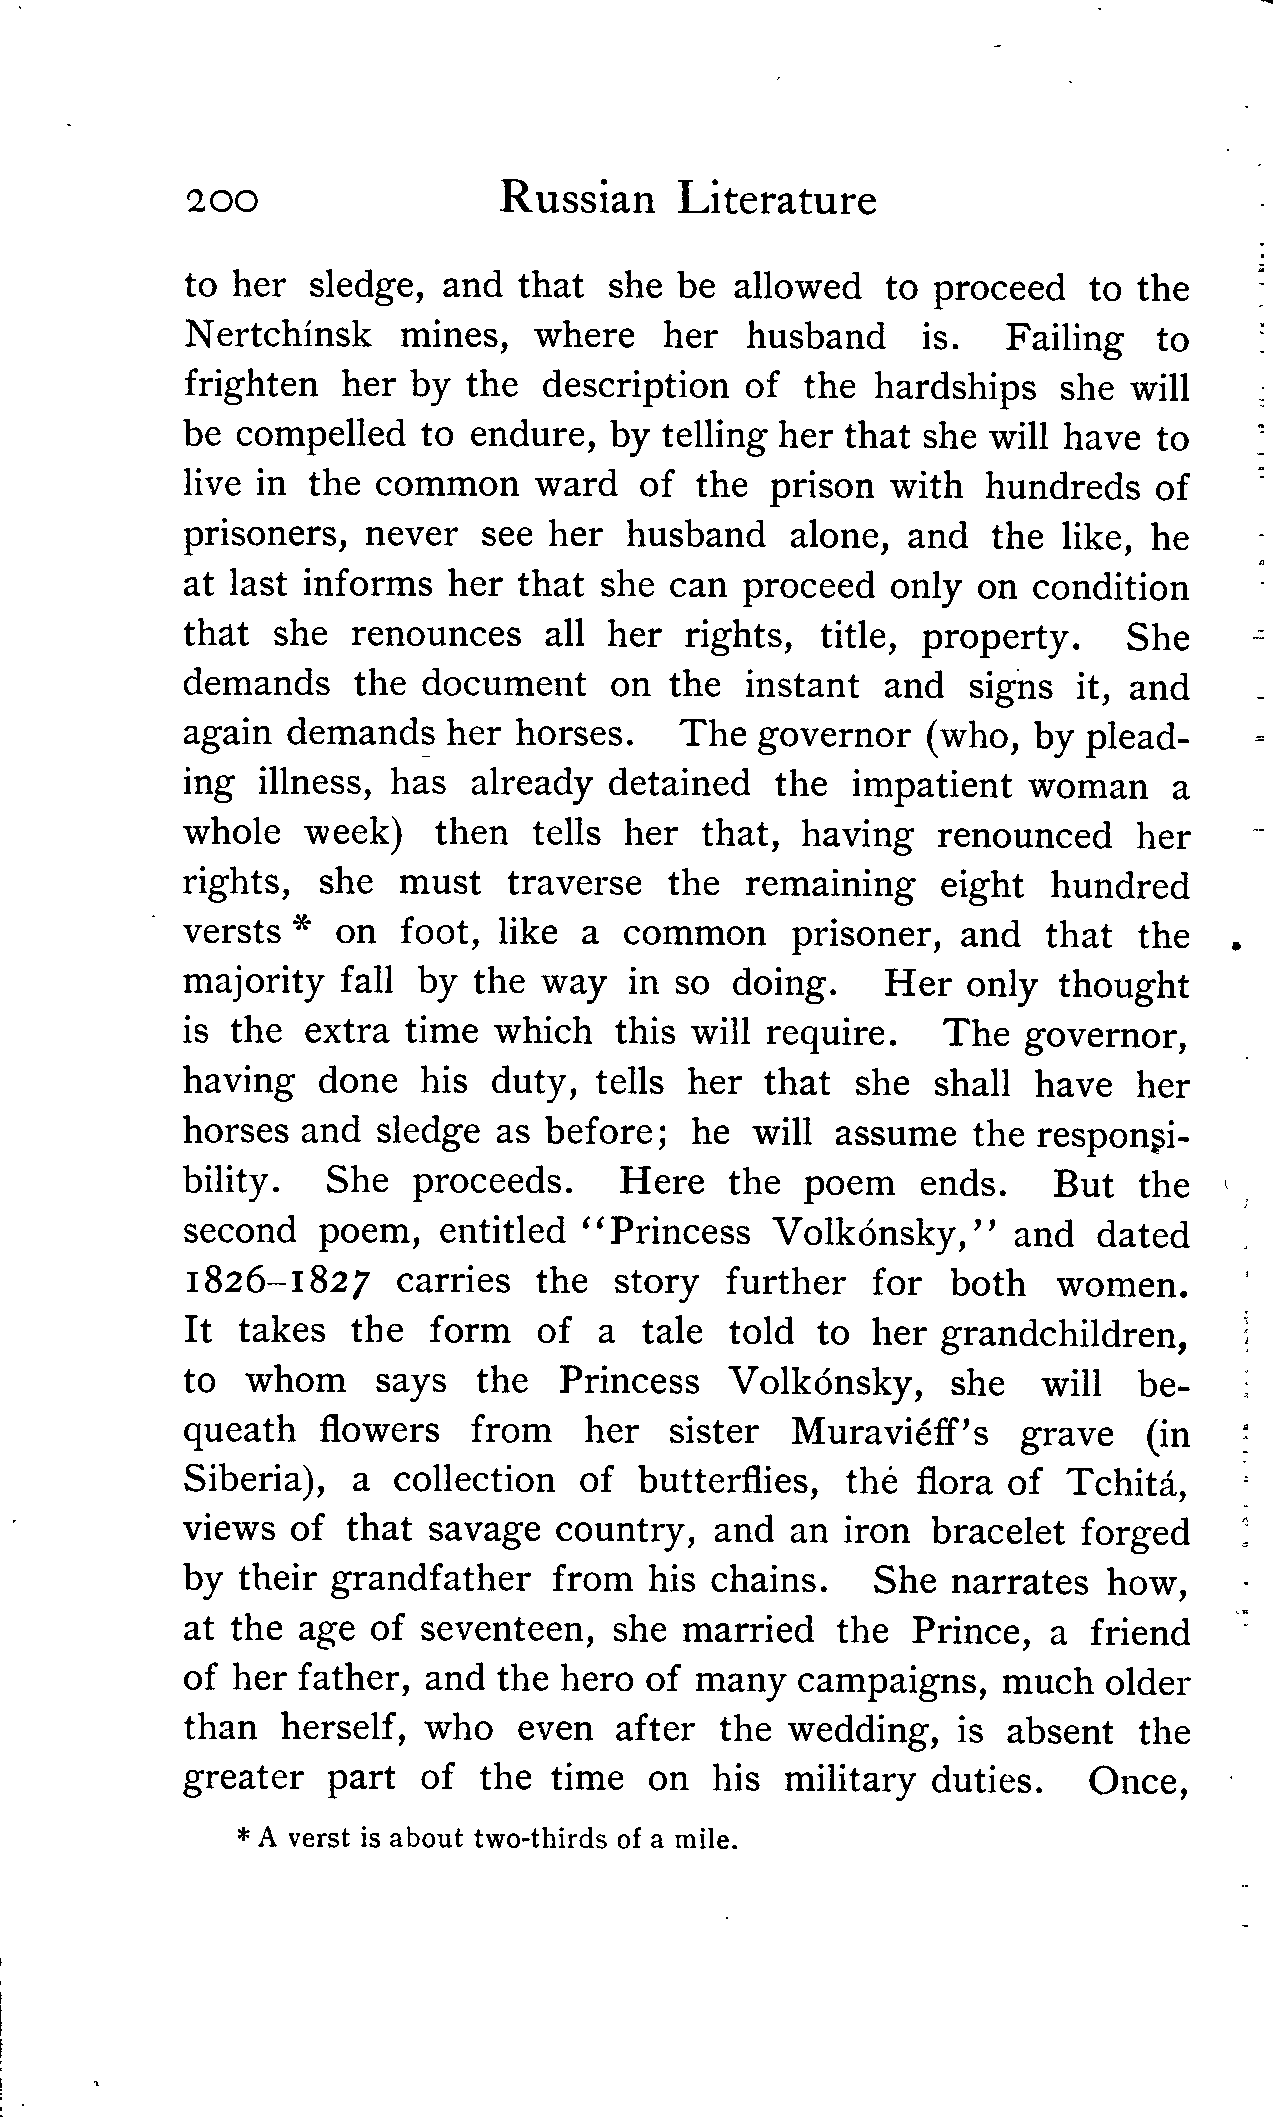 200 Russian Literature
to her sledge, and that she be allowed to proceed to the
Nertchínsk mines, where her husband is. Failing to
frighten her by the description of the hardships she will
be compelled to endure, by telling her that she will have to
live in the common ward of the prison with hundreds of
prisoners, never see her husband alone, and the like, he
at last informs her that she can proceed only on condition
that she renounces all her rights, title, property. She
demands the document on the instant and signs it, and
again demands her horses. The governor (who, by plead-
ing illness, has already detained the impatient woman a
whole week) then tells her that, having renounced her
rights, she must traverse the remaining eight hundred
versts * on foot, like a common prisoner, and that the
majority fall by the way in so doing. Her only thought
is the extra time which this will require. The governor,
having done his duty, tells her that she shall have her
horses and sledge as before; he will assume the responsi-
bility. She proceeds. Here the poem ends. But the
second poem, entitled "Princess Volkónsky," and dated
1826–1827 carries the story further for both women.
It takes the form of a tale told to her grandchildren,
to whom says the Princess Volkónsky, she will be-
queath flowers from her sister Muraviéff's grave (in
Siberia), a collection of butterflies, the flora of Tchitá,
views of that savage country, and an iron bracelet forged
by their grandfather from his chains. She narrates how,
at the age of seventeen, she married the Prince, a friend
of her father, and the hero of many campaigns, much older
than herself, who even after the wedding, is absent the
greater part of the time on his military duties. Once,
* A verst is about two-thirds of a mile.